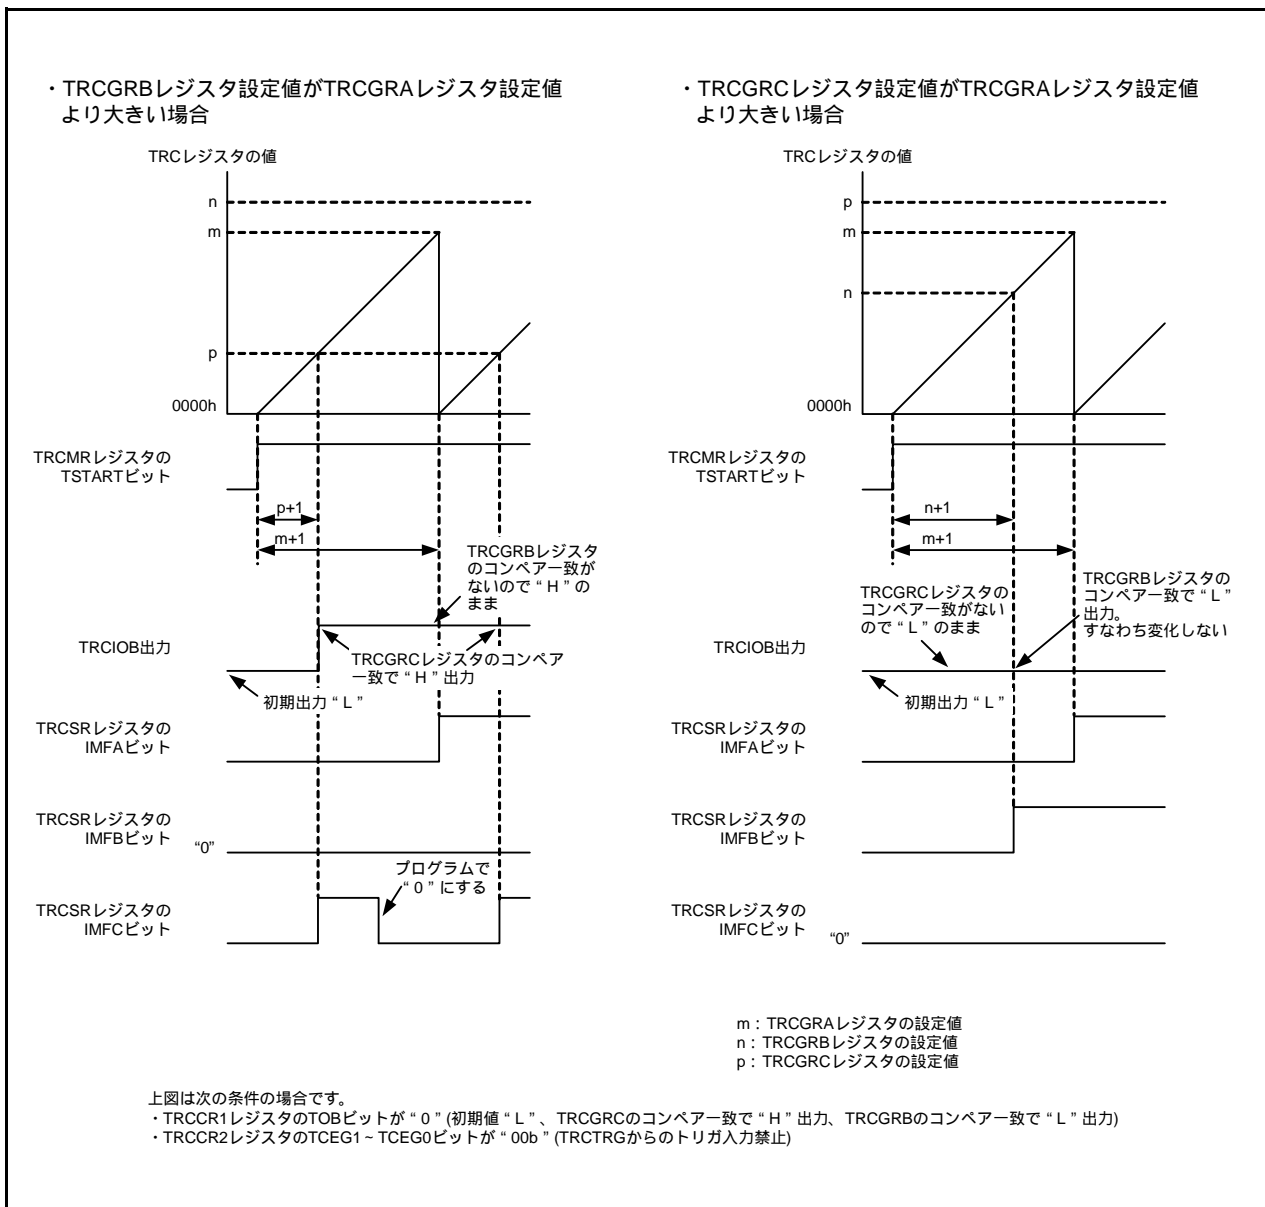 ・TRCGRBレジスタ設定値がTRCGRAレジスタ設定値
より大きい場合
TRCレジスタの値
n
m
p
0000h
TRCMRレジスタの
TSTARTビット
p+1
m+1
TRCGRBレジスタ
のコンペア一致が
ないので“H”の
まま
TRCIOB出力
TRCGRCレジスタのコンペア
一致で“H”出力
初期出力“L”
TRCSRレジスタの
IMFAビット
TRCSRレジスタの
IMFBビット
“0”
プログラムで
“0”にする
TRCSRレジスタの
IMFCビット
・TRCGRCレジスタ設定値がTRCGRAレジスタ設定値
より大きい場合
TRCレジスタの値
p
m
n
0000h
TRCMRレジスタの
TSTARTビット
n+1
m+1
TRCGRCレジスタの
コンペア一致がない
ので“L”のまま
TRCGRBレジスタの
コンペア一致で“L”
出力。
すなわち変化しない
TRCIOB出力
初期出力“L”
TRCSRレジスタの
IMFAビット
TRCSRレジスタの
IMFBビット
TRCSRレジスタの
IMFCビット
“0”
m：TRCGRAレジスタの設定値
n：TRCGRBレジスタの設定値
p：TRCGRCレジスタの設定値
上図は次の条件の場合です。
・TRCCR1レジスタのTOBビットが“0”(初期値“L”、TRCGRCのコンペア一致で“H”出力、TRCGRBのコンペア一致で“L”出力)
・TRCCR2レジスタのTCEG1～TCEG0ビットが“00b”(TRCTRGからのトリガ入力禁止)